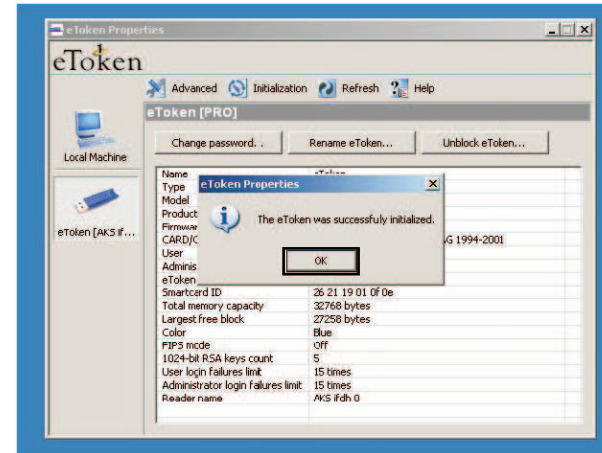 eToken Properties
eToken
Advanced Initialization Refresh Help
eToken [PRO]
Change password. . Rename eToken... Unblock eToken...
Local Machine
eToken [AKS if...
Name eToken
Type
Model
Product
Firmwar
CARD/C G 1994-2001
User
Adminis
eToken
eToken Properties
The eToken was successfuly initialized.
OK
Smartcard ID 26 21 19 01 0f 0e
Total memory capacity 32768 bytes
Largest free block 27258 bytes
Color Blue
FIPS mode Off
1024-bit RSA keys count 5
User login failures limit 15 times
Administrator login failures limit 15 times
Reader name AKS ifdh 0